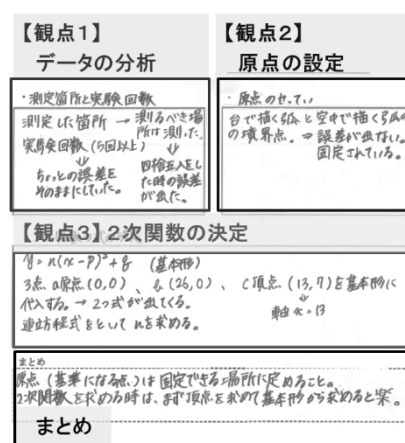 【観点1】
データの分析
・測定箇所と実験回数
測定した箇所 → 測るべき場
所は測った。
実験回数(5回以上)
ちょっとの誤差を
そのままにしていた。
四捨五入をし
た時の誤差
が出た。
【観点2】
原点の設定
・原点のせってい
台で描く弧と空中で描く弧の
の境界点。⇒ 誤差が出ない。
固定されている。
【観点3】2次関数の決定
(基本形)
3点、a原点(0,0)、b(26,0)、C頂点(13,7)を基本形に
代入する。→ 2つ式が出てくる。
軸x=13
連立方程式をといて aを求める。
まとめ
原点(基準になる点)は固定できる場所に定めること。
2次関数を求める時は、まず頂点を求めて基本形から求めると楽。
まとめ